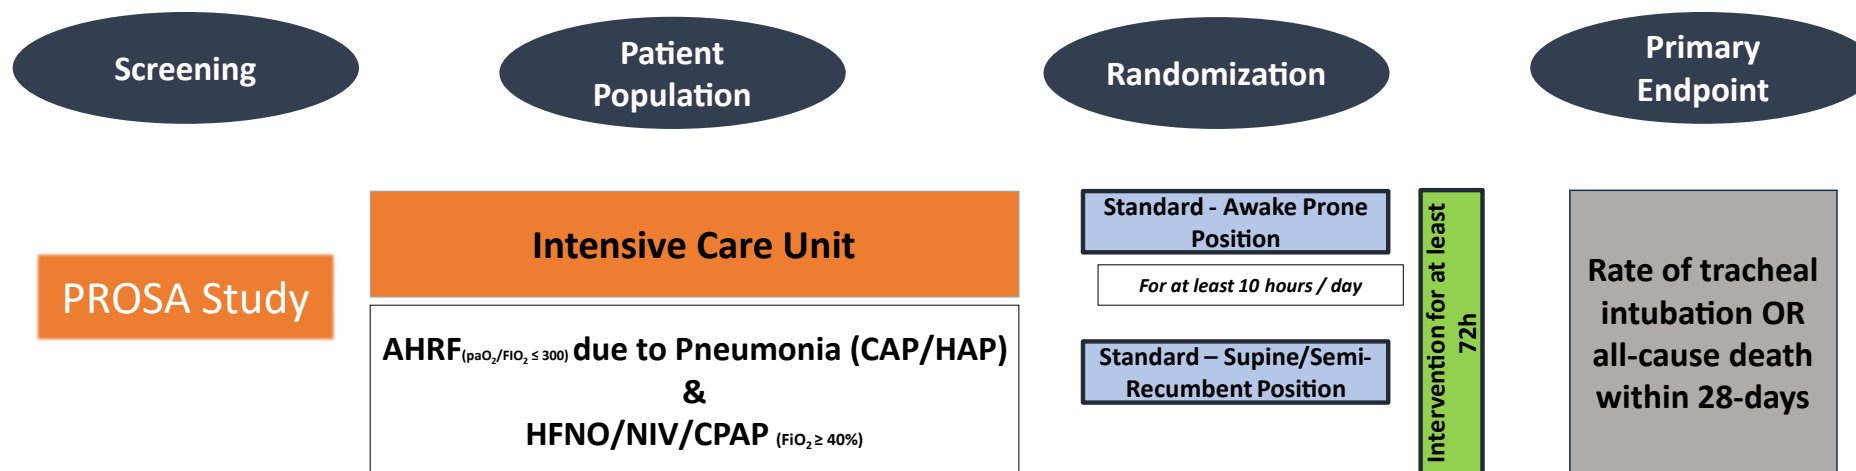 Screening
Patient
Population
Randomization
Primary
Endpoint
PROSA Study
Intensive Care Unit
AHRF(paO₂/FIO₂ ≤ 300) due to Pneumonia (CAP/HAP)
&
HFNO/NIV/CPAP (FiO₂ ≥ 40%)
Standard - Awake Prone
Position
For at least 10 hours / day
Standard – Supine/Semi-
Recumbent Position
Intervention for at least
72h
Rate of tracheal
intubation OR
all-cause death
within 28-days